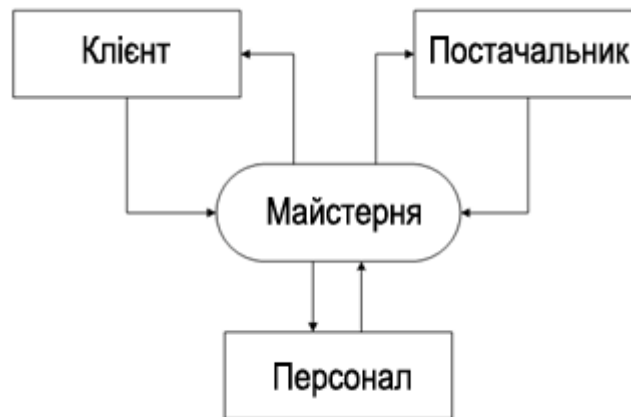 Клієнт
Постачальник
Майстерня
Персонал